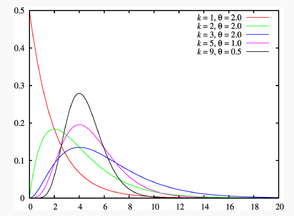 0.5
k = 1, θ = 2.0
k = 2, θ = 2.0
k = 3, θ = 2.0
k = 5, θ = 1.0
k = 9, θ = 0.5
0.4
0.3
0.2
0.1
0
0 2 4 6 8 10 12 14 16 18 20